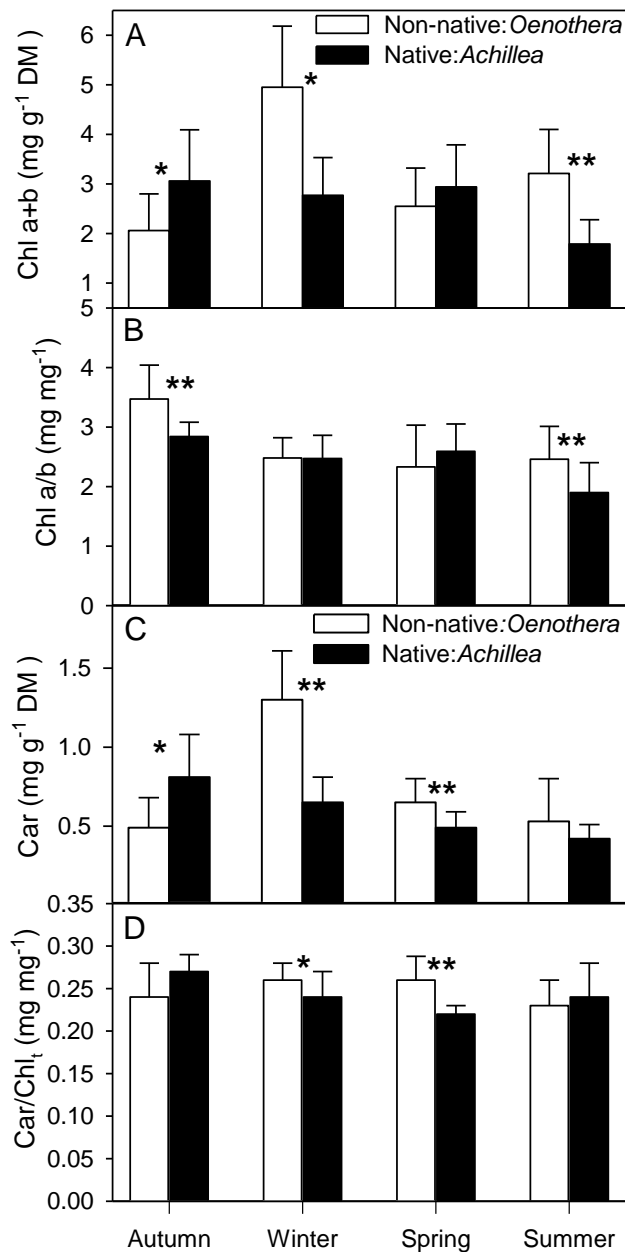 A
Non-native:Oenothera
Native:Achillea
Chl a+b (mg g-1 DM )
6
5
4
3
2
1
*
*
**
B
Chl a/b (mg mg-1)
5
4
3
2
1
0
**
**
C
Non-native:Oenothera
Native:Achillea
Car (mg g-1 DM )
1.5
1.0
0.5
*
**
**
D
Car/Chlt (mg mg-1)
0.35
0.30
0.25
0.20
0.15
0.10
0.05
0.00
*
**
Autumn Winter Spring Summer